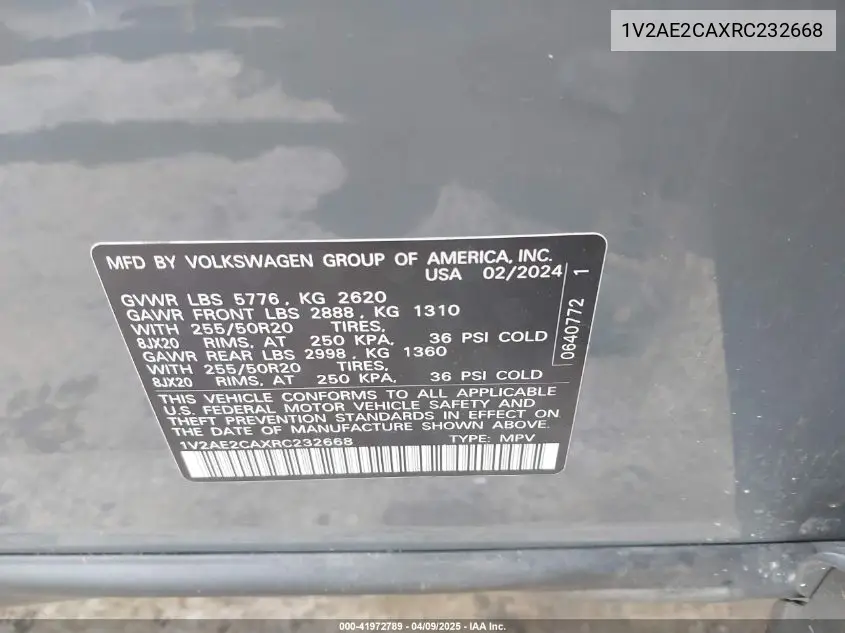 1V2AE2CAXRC232668
MFD BY VOLKSWAGEN GROUP OF AMERICA, INC.
USA 02/2024
GVWR LBS 5776, KG 2620
GAWR FRONT LBS 2888, KG 1310
WITH 255/50R20 TIRES,
8JX20 RIMS, AT 250 KPA, 36 PSI COLD
GAWR REAR LBS 2998, KG 1360
WITH 255/50R20 TIRES,
8JX20 RIMS, AT 250 KPA, 36 PSI COLD
0640772 1
THIS VEHICLE CONFORMS TO ALL APPLICABLE
U.S. FEDERAL MOTOR VEHICLE SAFETY AND
THEFT PREVENTION STANDARDS IN EFFECT ON
THE DATE OF MANUFACTURE SHOWN ABOVE.
1V2AE2CAXRC232668 TYPE: MPV
000-41972789 - 04/09/2025 - IAA Inc.